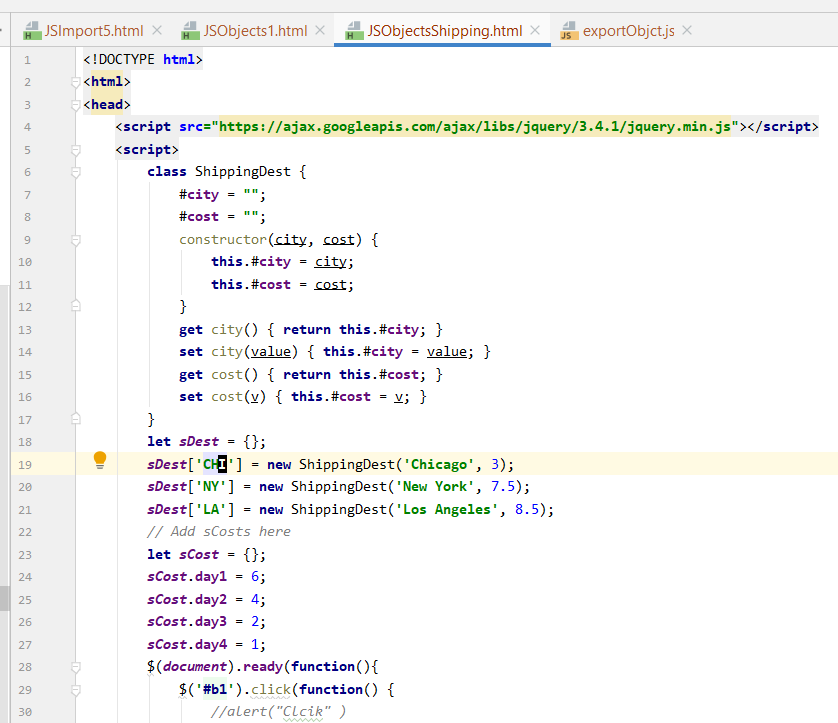 JSImport5.html JSObjects1.html JSObjectsShipping.html exportObjct.js
1 <!DOCTYPE html>
2 <html>
3 <head>
4     <script src="https://ajax.googleapis.com/ajax/libs/jquery/3.4.1/jquery.min.js"></script>
5     <script>
6         class ShippingDest {
7             #city = "";
8             #cost = "";
9             constructor(city, cost) {
10                 this.#city = city;
11                 this.#cost = cost;
12             }
13             get city() { return this.#city; }
14             set city(value) { this.#city = value; }
15             get cost() { return this.#cost; }
16             set cost(v) { this.#cost = v; }
17         }
18         let sDest = {};
19         sDest['CHI'] = new ShippingDest('Chicago', 3);
20         sDest['NY'] = new ShippingDest('New York', 7.5);
21         sDest['LA'] = new ShippingDest('Los Angeles', 8.5);
22         // Add sCosts here
23         let sCost = {};
24         sCost.day1 = 6;
25         sCost.day2 = 4;
26         sCost.day3 = 2;
27         sCost.day4 = 1;
28         $(document).ready(function(){
29             $('#b1').click(function() {
30                 //alert("Clcik" )